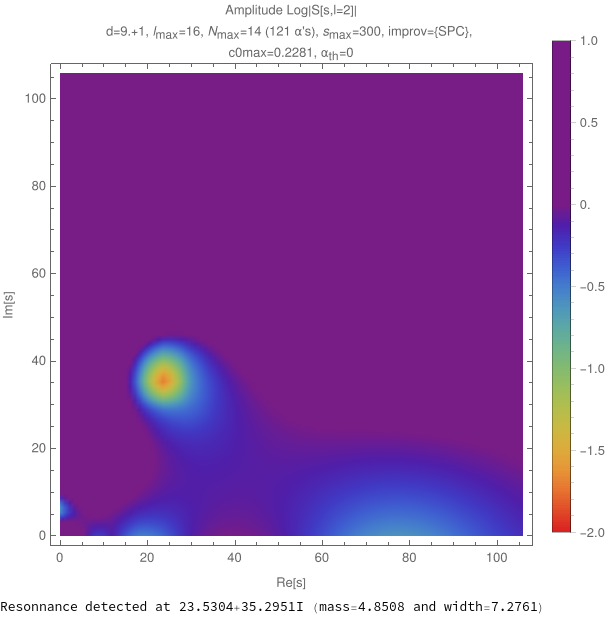 Amplitude Log|S[s,l=2]|
d=9.+1, lmax=16, Nmax=14 (121 α's), smax=300, improv={SPC},
c0max=0.2281, αth=0
100
80
60
40
20
0
Im[s]
0 20 40 60 80 100
Re[s]
1.0
0.5
0.
−0.5
−1.0
−1.5
−2.0
Resonnance detected at 23.5304+35.2951I (mass=4.8508 and width=7.2761)